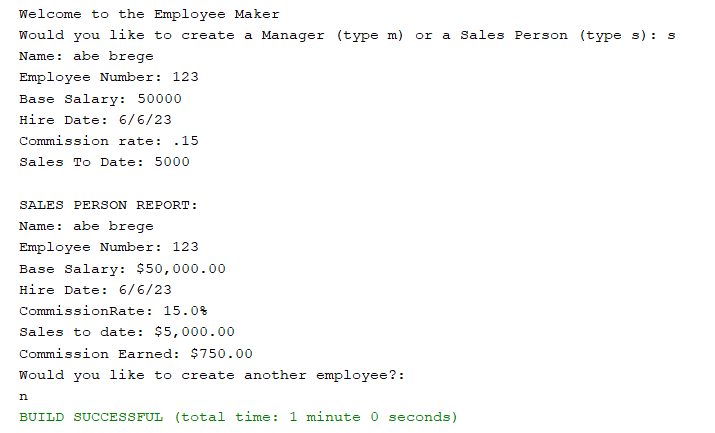 Welcome to the Employee Maker
Would you like to create a Manager (type m) or a Sales Person (type s): s
Name: abe brege
Employee Number: 123
Base Salary: 50000
Hire Date: 6/6/23
Commission rate: .15
Sales To Date: 5000
SALES PERSON REPORT:
Name: abe brege
Employee Number: 123
Base Salary: $50,000.00
Hire Date: 6/6/23
CommissionRate: 15.0%
Sales to date: $5,000.00
Commission Earned: $750.00
Would you like to create another employee?:
n
BUILD SUCCESSFUL (total time: 1 minute 0 seconds)